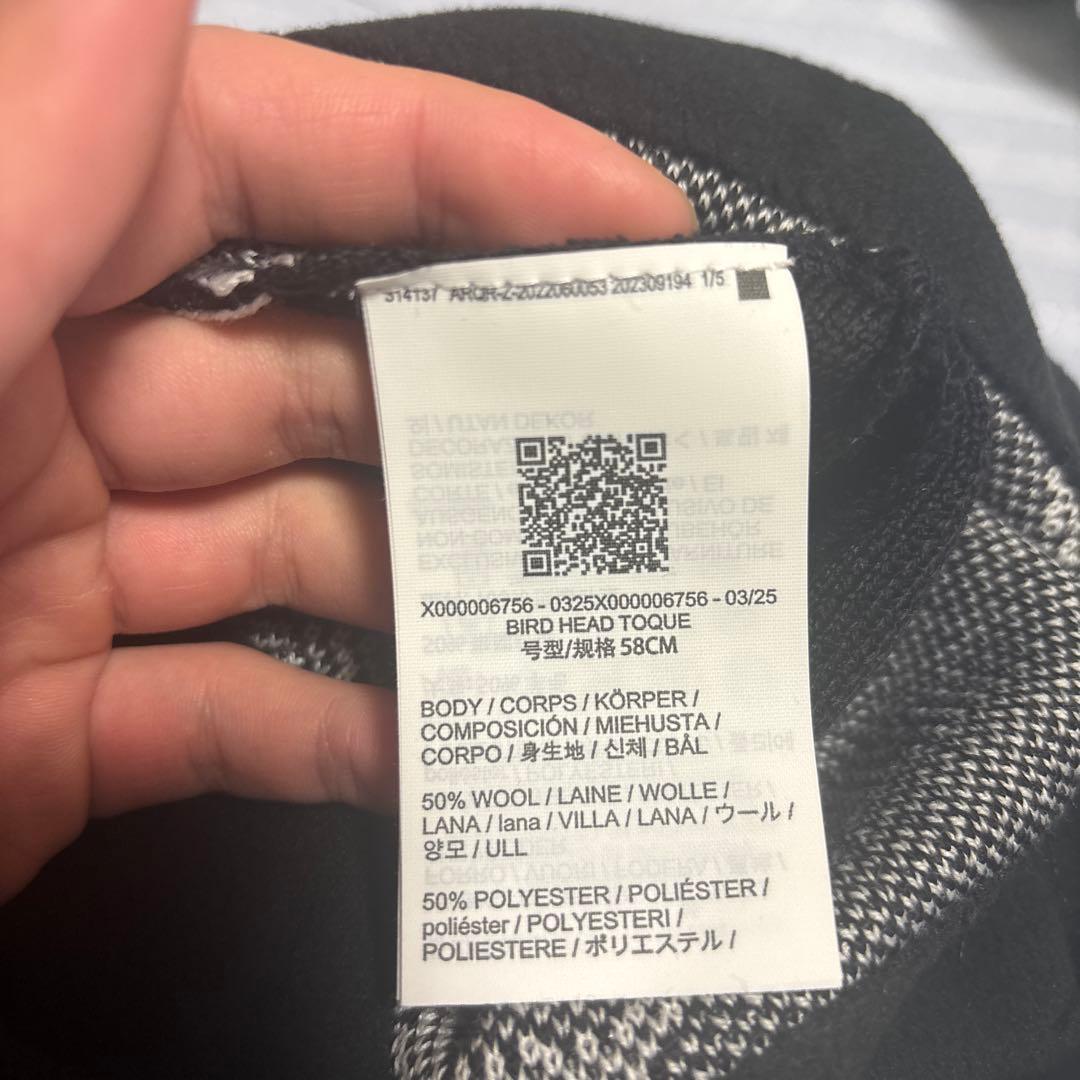 314137 ARQR-Z-2022060053 202309194 1/5
X000006756 - 0325X000006756 - 03/25
BIRD HEAD TOQUE
号型/规格 58CM
BODY / CORPS / KÖRPER /
COMPOSICIÓN / MIEHUSTA /
CORPO / 身生地 / 신체 / BÅL
50% WOOL / LAINE / WOLLE /
LANA / lana / VILLA / LANA / ウール /
양모 / ULL
50% POLYESTER / POLIÉSTER /
poliéster / POLYESTERI /
POLIESTERE / ポリエステル /